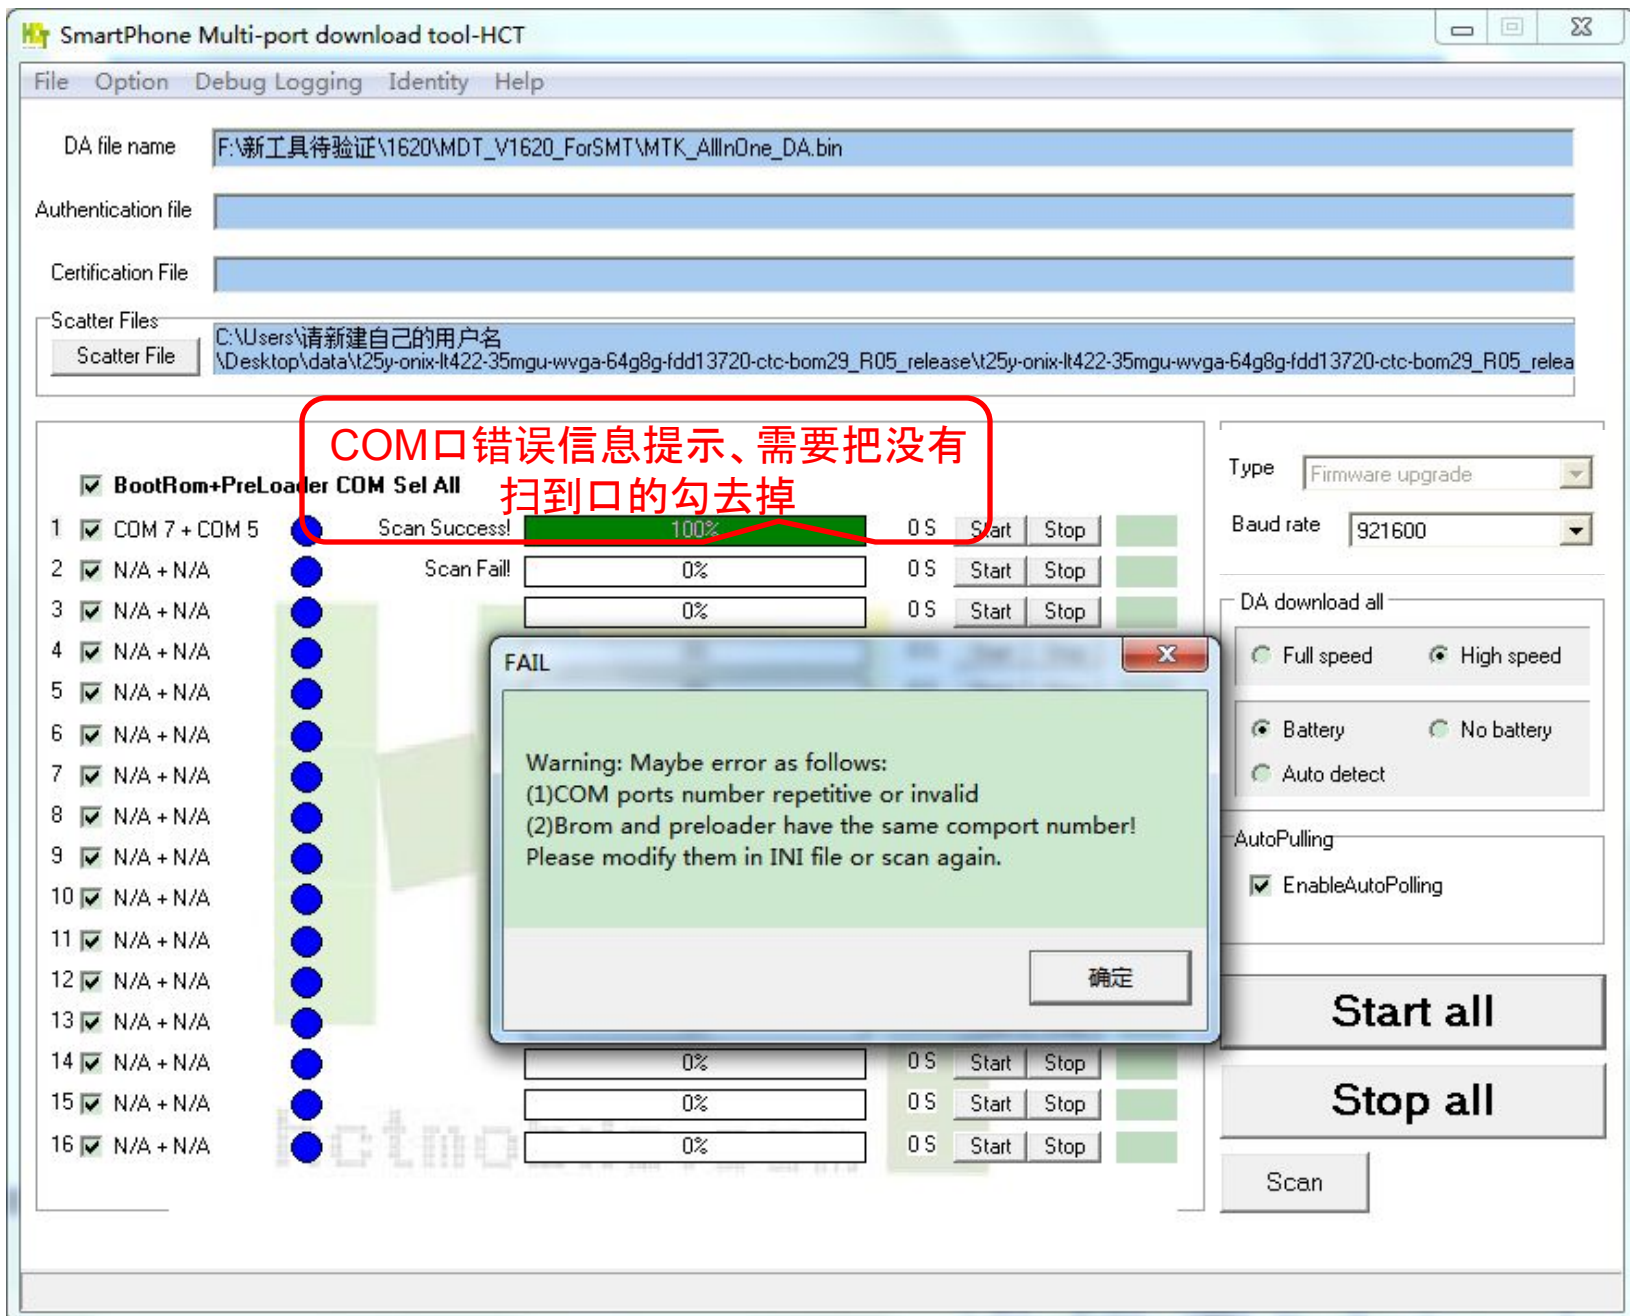 SmartPhone Multi-port download tool-HCT
File Option Debug Logging Identity Help
DA file name F:\新工具待验证\1620\MDT_V1620_ForSMT\MTK_AllInOne_DA.bin
Authentication file
Certification File
Scatter Files
Scatter File
C:\Users\请新建自己的用户名
\Desktop\data\t25y-onix-lt422-35mgu-wvga-64g8g-fdd13720-ctc-bom29_R05_release\t25y-onix-lt422-35mgu-wvga-64g8g-fdd13720-ctc-bom29_R05_relea
COM口错误信息提示、需要把没有
扫到口的勾去掉
BootRom+PreLoader COM Sel All
1 COM 7 + COM 5 Scan Success! 100% 0 S Start Stop
2 N/A + N/A Scan Fail! 0% 0 S Start Stop
3 N/A + N/A 0% 0 S Start Stop
4 N/A + N/A
5 N/A + N/A
6 N/A + N/A
7 N/A + N/A
8 N/A + N/A
9 N/A + N/A
10 N/A + N/A
11 N/A + N/A
12 N/A + N/A
13 N/A + N/A
14 N/A + N/A 0% 0 S Start Stop
15 N/A + N/A 0% 0 S Start Stop
16 N/A + N/A 0% 0 S Start Stop
FAIL
Warning: Maybe error as follows:
(1)COM ports number repetitive or invalid
(2)Brom and preloader have the same comport number!
Please modify them in INI file or scan again.
确定
Type Firmware upgrade
Baud rate 921600
DA download all
Full speed High speed
Battery No battery
Auto detect
AutoPulling
EnableAutoPolling
Start all
Stop all
Scan